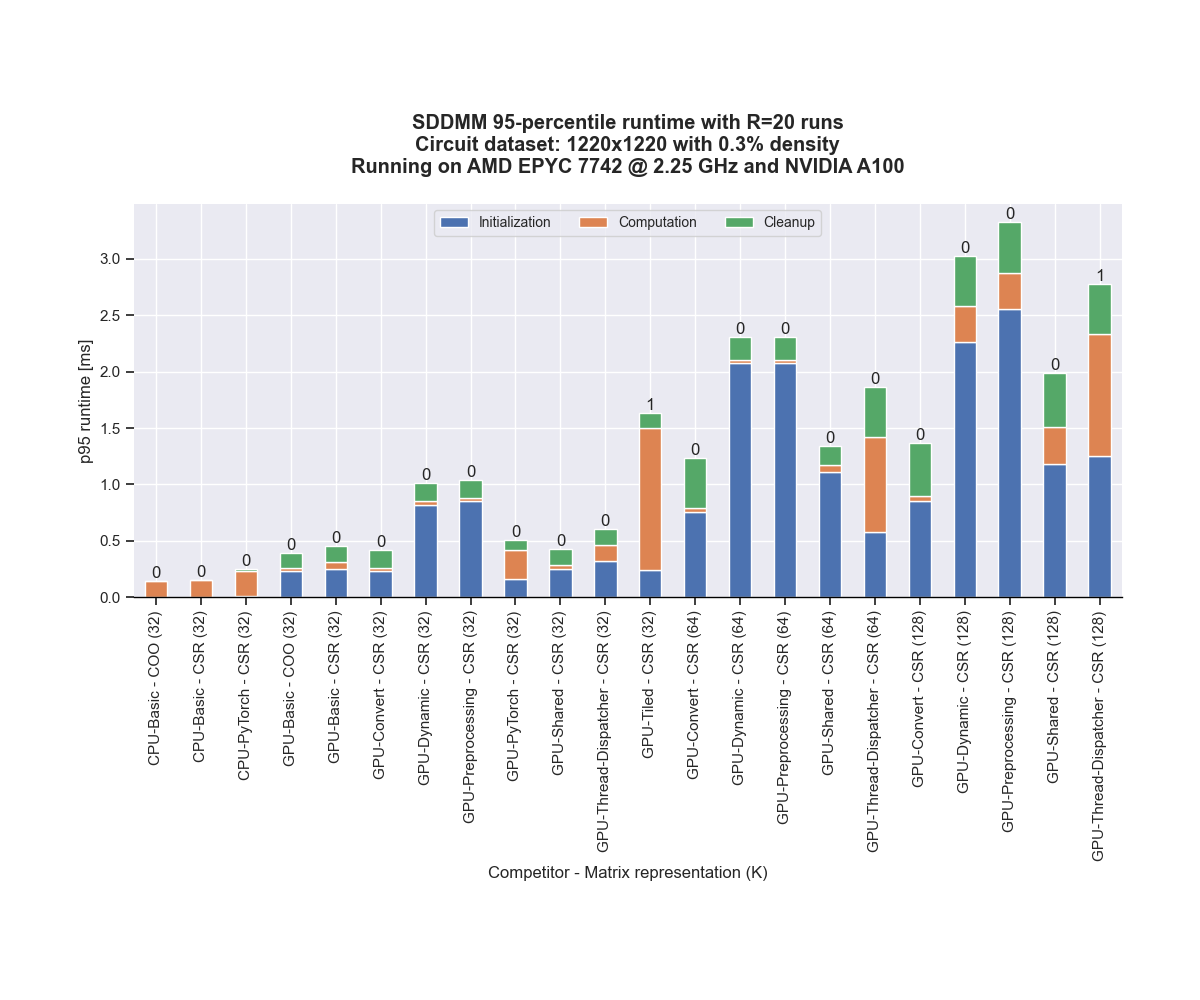 SDDMM 95-percentile runtime with R=20 runs
Circuit dataset: 1220x1220 with 0.3% density
Running on AMD EPYC 7742 @ 2.25 GHz and NVIDIA A100
Initialization Computation Cleanup
p95 runtime [ms]
3.0
2.5
2.0
1.5
1.0
0.5
0.0
0 0 0 0 0 0 0 0 0 0 0 1 0 0 0 0 0 0 0 0 0 1
CPU-Basic - COO (32)
CPU-Basic - CSR (32)
CPU-PyTorch - CSR (32)
GPU-Basic - COO (32)
GPU-Basic - CSR (32)
GPU-Convert - CSR (32)
GPU-Dynamic - CSR (32)
GPU-Preprocessing - CSR (32)
GPU-PyTorch - CSR (32)
GPU-Shared - CSR (32)
GPU-Thread-Dispatcher - CSR (32)
GPU-Tiled - CSR (32)
GPU-Convert - CSR (64)
GPU-Dynamic - CSR (64)
GPU-Preprocessing - CSR (64)
GPU-Shared - CSR (64)
GPU-Thread-Dispatcher - CSR (64)
GPU-Convert - CSR (128)
GPU-Dynamic - CSR (128)
GPU-Preprocessing - CSR (128)
GPU-Shared - CSR (128)
GPU-Thread-Dispatcher - CSR (128)
Competitor - Matrix representation (K)